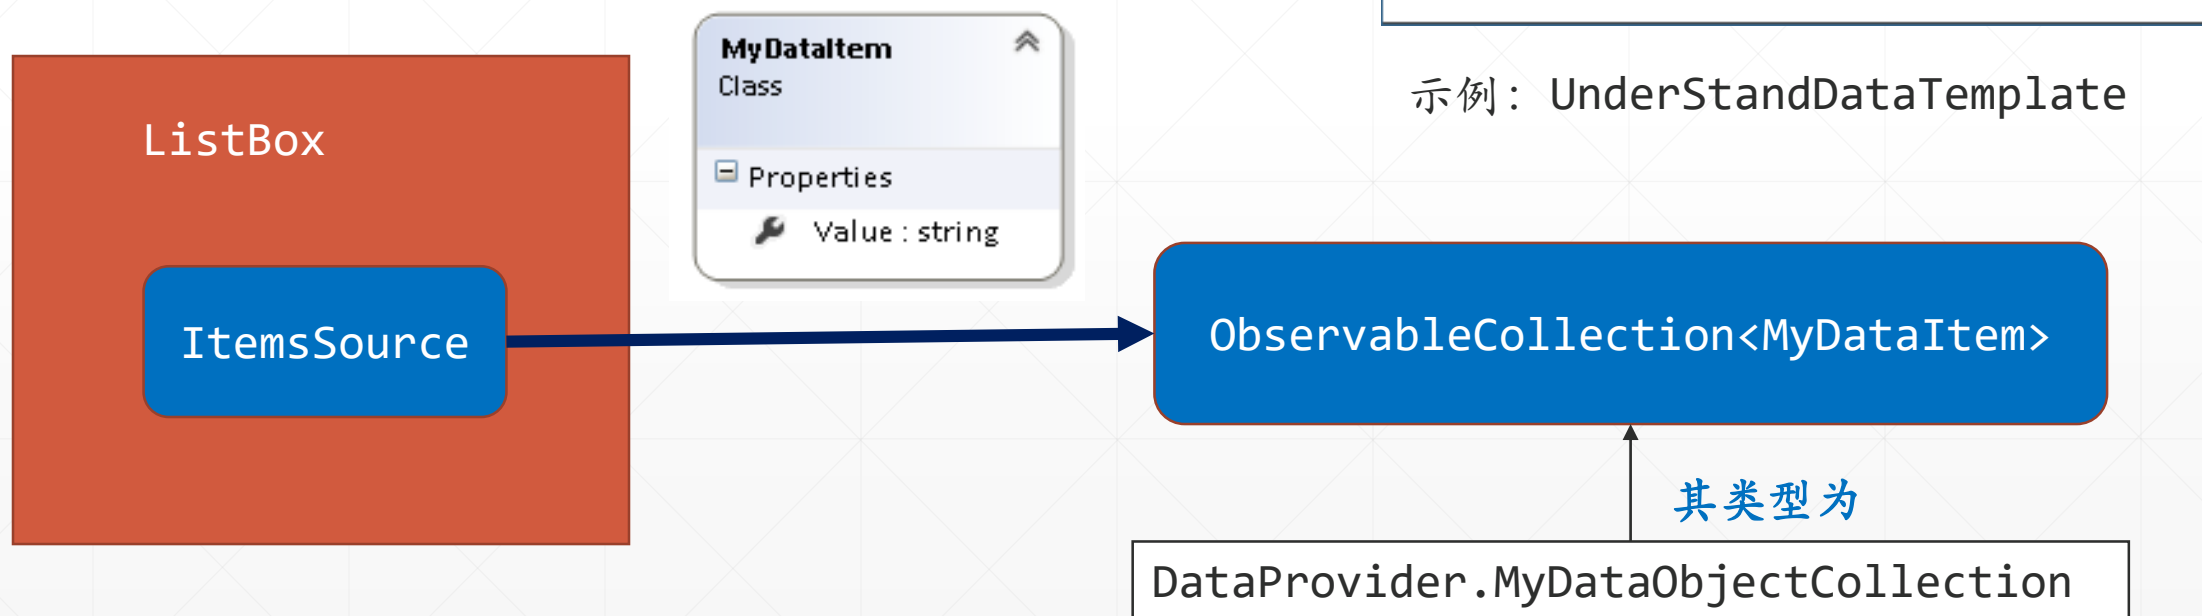 MyDataItem
Class
Properties
Value : string
示例: UnderStandDataTemplate
ListBox
ItemsSource
ObservableCollection<MyDataItem>
其类型为
DataProvider.MyDataObjectCollection